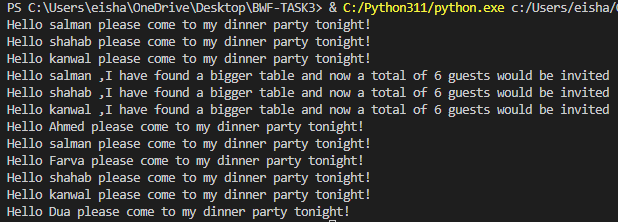 PS C:\Users\eisha\OneDrive\Desktop\BWF-TASK3> & C:/Python311/python.exe c:/Users/eisha/
Hello salman please come to my dinner party tonight!
Hello shahab please come to my dinner party tonight!
Hello kanwal please come to my dinner party tonight!
Hello salman ,I have found a bigger table and now a total of 6 guests would be invited
Hello shahab ,I have found a bigger table and now a total of 6 guests would be invited
Hello kanwal ,I have found a bigger table and now a total of 6 guests would be invited
Hello Ahmed please come to my dinner party tonight!
Hello salman please come to my dinner party tonight!
Hello Farva please come to my dinner party tonight!
Hello shahab please come to my dinner party tonight!
Hello kanwal please come to my dinner party tonight!
Hello Dua please come to my dinner party tonight!